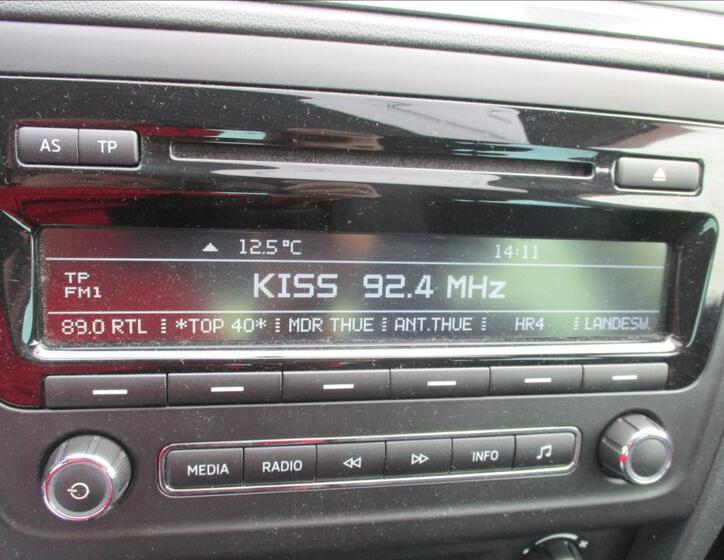 AS TP
12.5°C 14:11
TP
FM1
KISS 92.4 MHz
89.0 RTL *TOP 40* MDR THUE ANT.THUE HR4 LANDESW.
MEDIA RADIO INFO